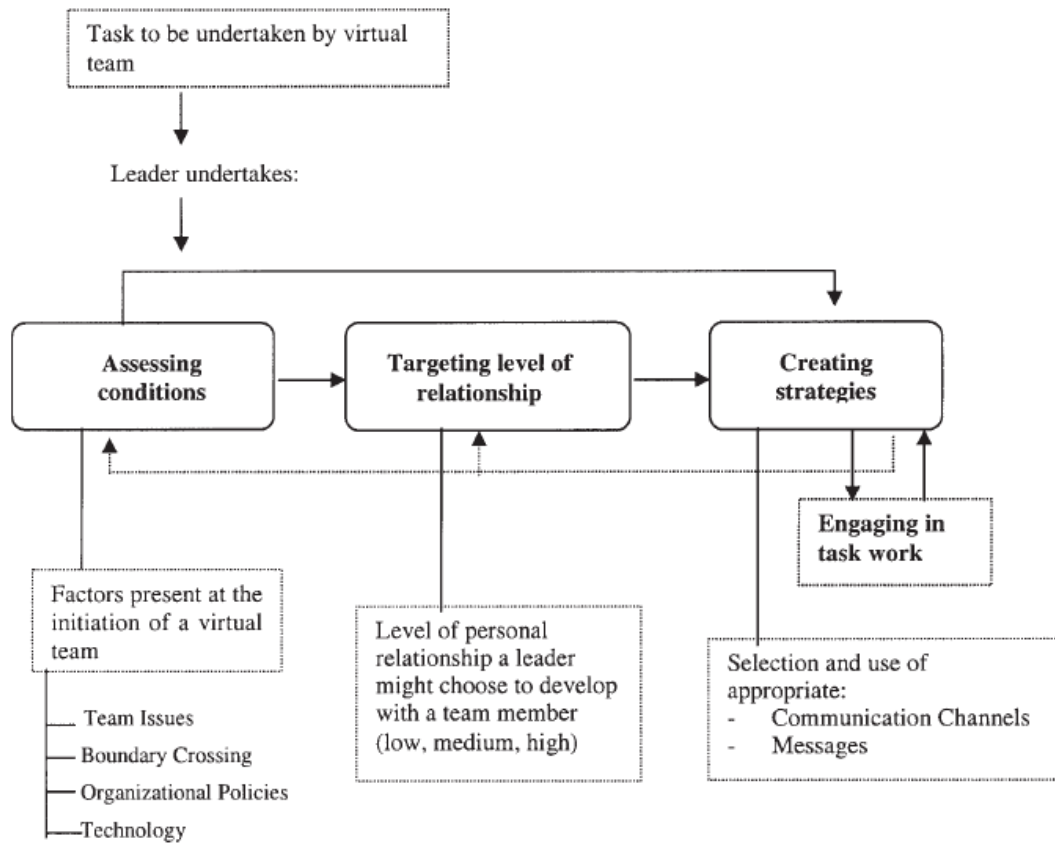 Task to be undertaken by virtual
team
Leader undertakes:
Assessing
conditions
Targeting level of
relationship
Creating
strategies
Engaging in
task work
Factors present at the
initiation of a virtual
team
Team Issues
Boundary Crossing
Organizational Policies
Technology
Level of personal
relationship a leader
might choose to develop
with a team member
(low, medium, high)
Selection and use of
appropriate:
- Communication Channels
- Messages